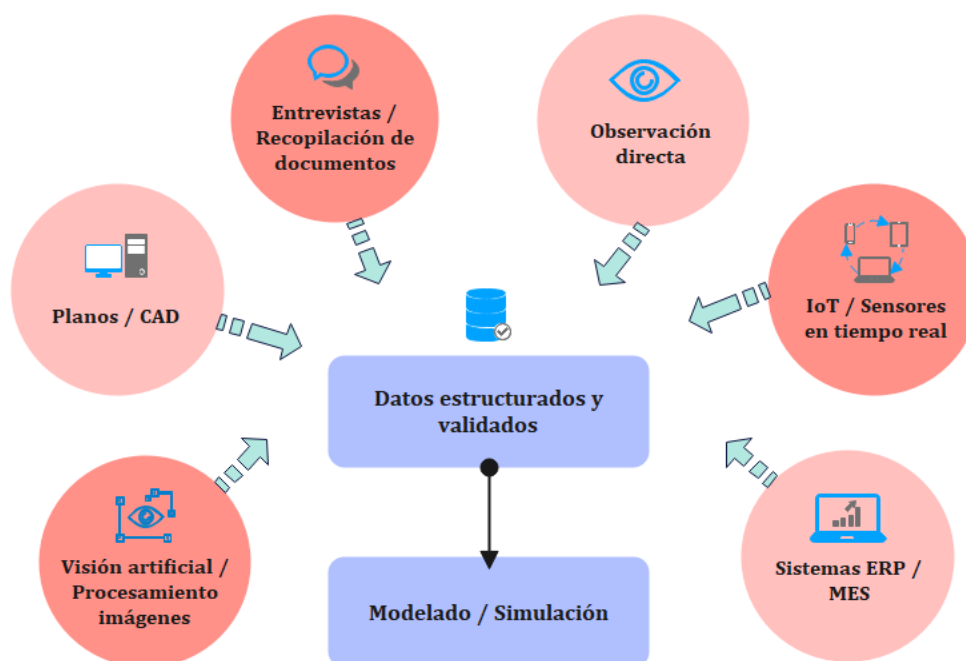 Entrevistas /
Recopilación de
documentos
Observación
directa
Planos / CAD
IoT / Sensores
en tiempo real
Datos estructurados y
validados
Visión artificial /
Procesamiento
imágenes
Sistemas ERP /
MES
Modelado / Simulación